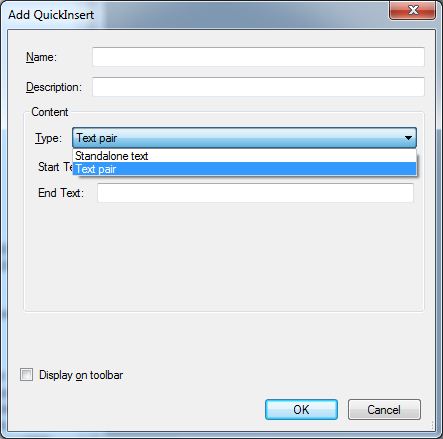 Add QuickInsert
Name:
Description:
Content
Type: Text pair
Standalone text
Text pair
Start Te
End Text:
Display on toolbar
OK Cancel